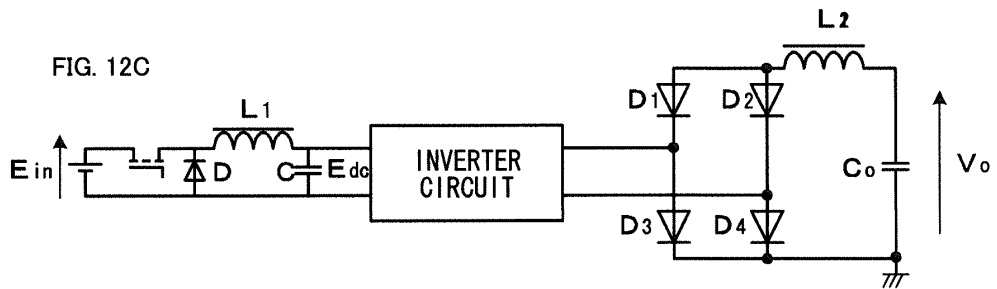 FIG. 12C
L2
D1
D2
L1
Ein
D
C
Edc
INVERTER
CIRCUIT
Co
Vo
D3
D4